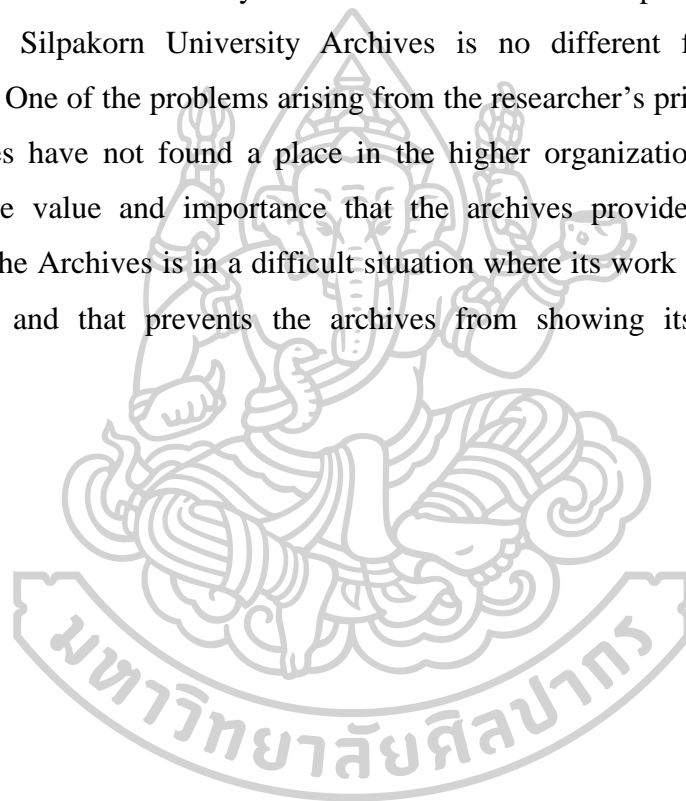 Silpakorn University Archives is no different
One of the problems arising from the researcher's
have not found a place in the higher
value and importance that the archives provide
he Archives is in a difficult situation where its work
and that prevents the archives from showing its
มหาวิทยาลัยศิลปากร